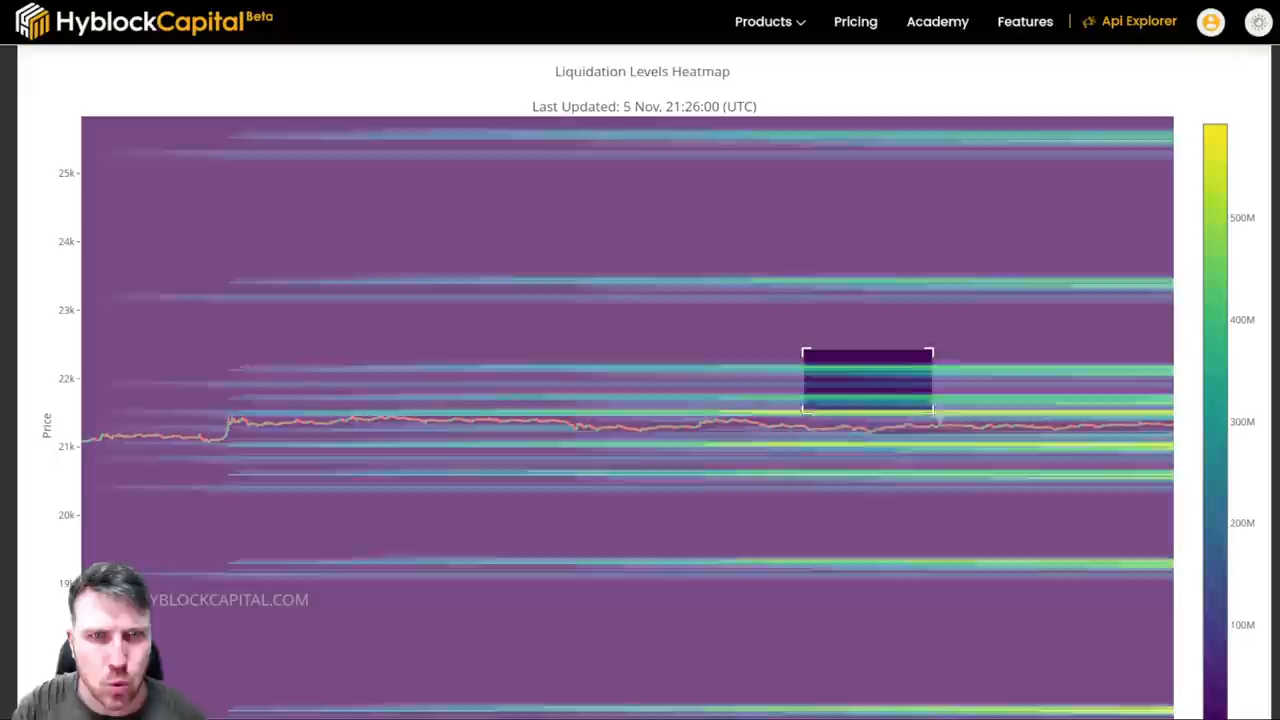 HyblockCapital Beta
Products
Pricing
Academy
Features
Api Explorer
Liquidation Levels Heatmap
Last Updated: 5 Nov, 21:26:00 (UTC)
25k
24k
23k
22k
21k
20k
19k
Price
500M
400M
300M
200M
100M
YBLOCKCAPITAL.COM